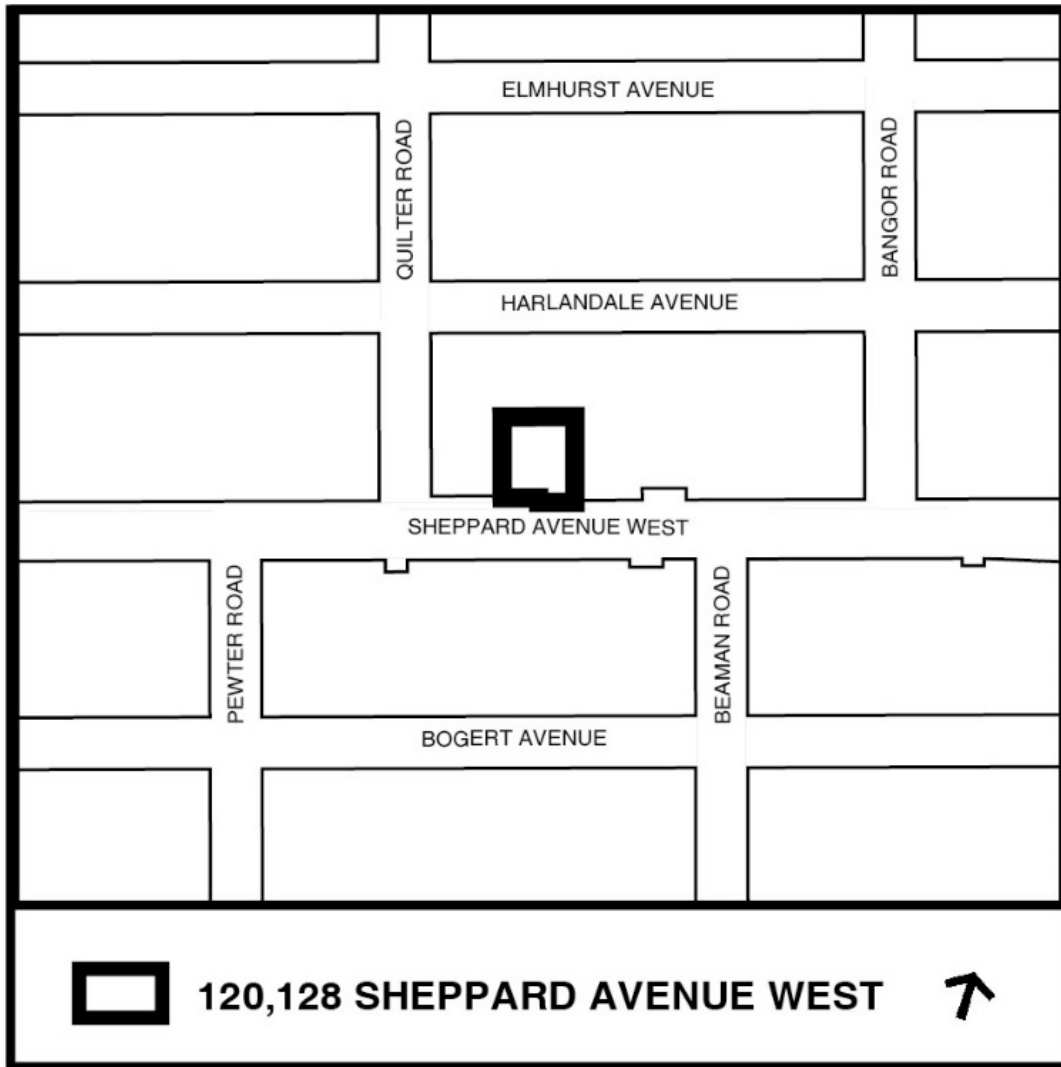 ELMHURST AVENUE
QUILTER ROAD
BANGOR ROAD
HARLANDALE AVENUE
SHEPPARD AVENUE WEST
PEWTER ROAD
BEAMAN ROAD
BOGERT AVENUE
120,128 SHEPPARD AVENUE WEST